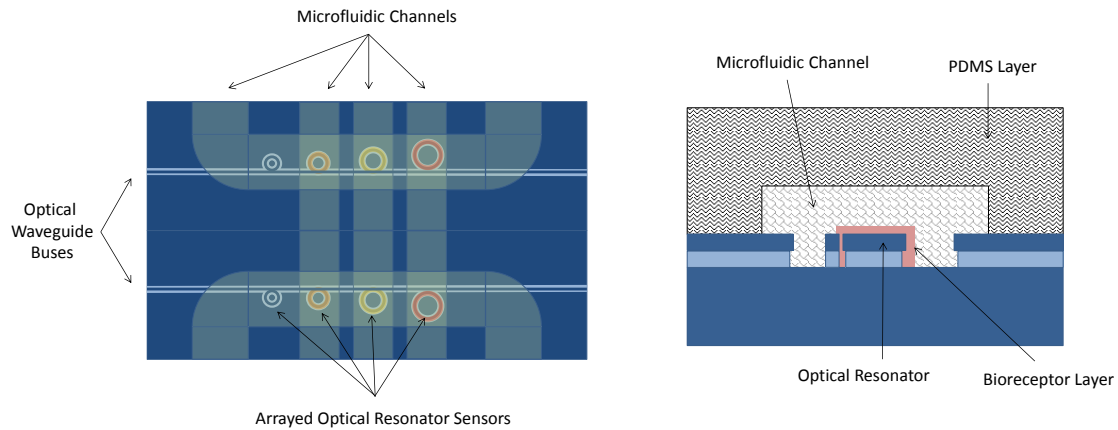 Microfluidic Channels
Optical
Waveguide
Buses
Arrayed Optical Resonator Sensors
PDMS Layer
Microfluidic Channel
Optical Resonator
Bioreceptor Layer